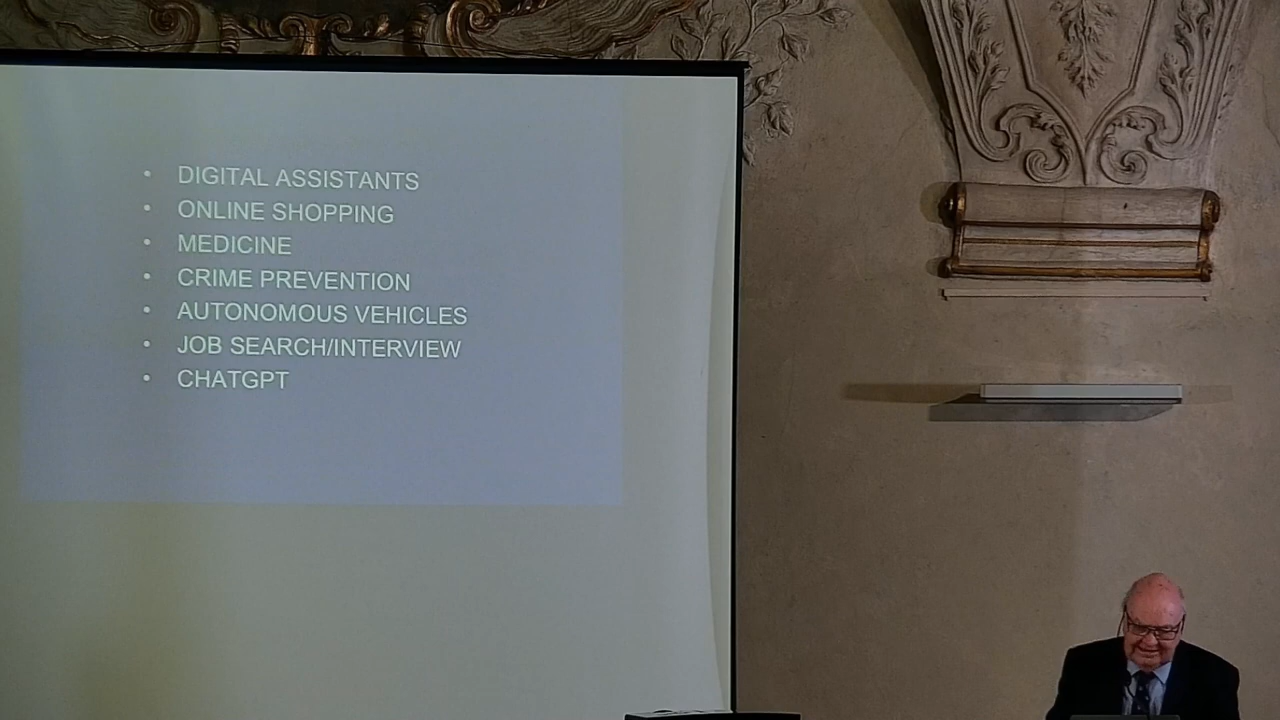 • DIGITAL ASSISTANTS
• ONLINE SHOPPING
• MEDICINE
• CRIME PREVENTION
• AUTONOMOUS VEHICLES
• JOB SEARCH/INTERVIEW
• CHATGPT